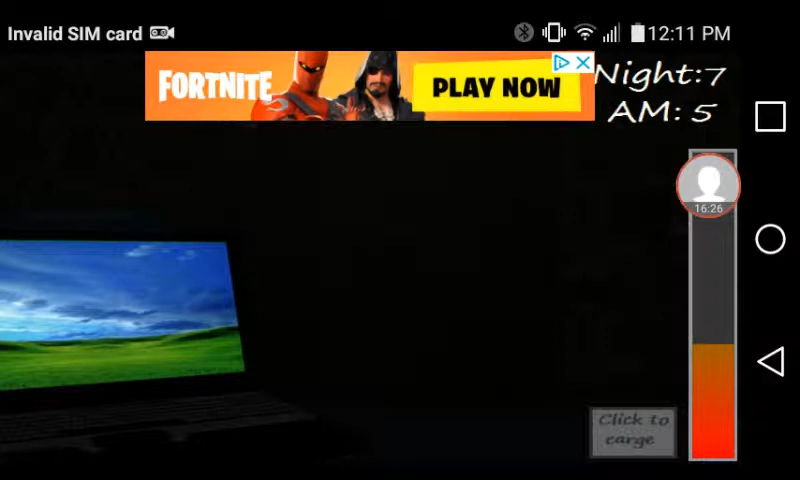 Invalid SIM card
12:11 PM
FORTNITE
PLAY NOW
Night:7
AM: 5
16:26
Click to
carge